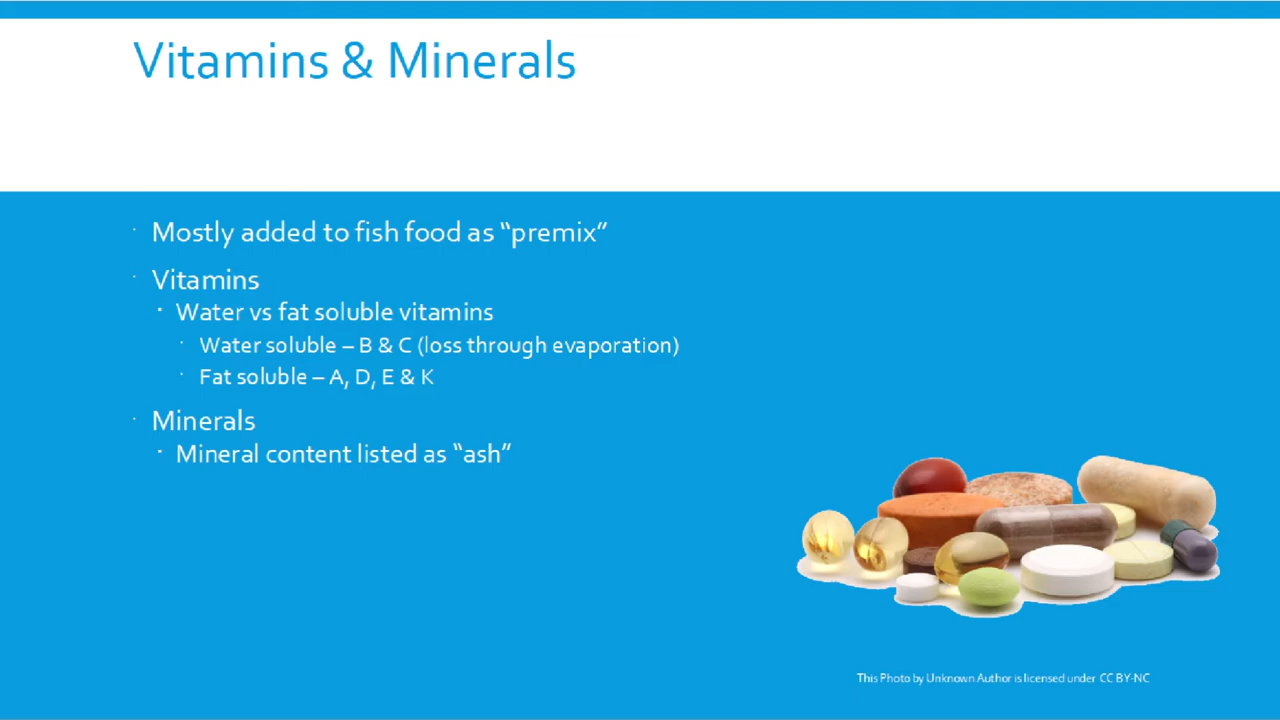 Vitamins & Minerals
Mostly added to fish food as “premix”
Vitamins
Water vs fat soluble vitamins
Water soluble – B & C (loss through evaporation)
Fat soluble – A, D, E & K
Minerals
Mineral content listed as “ash”
This Photo by Unknown Author is licensed under CC BY-NC